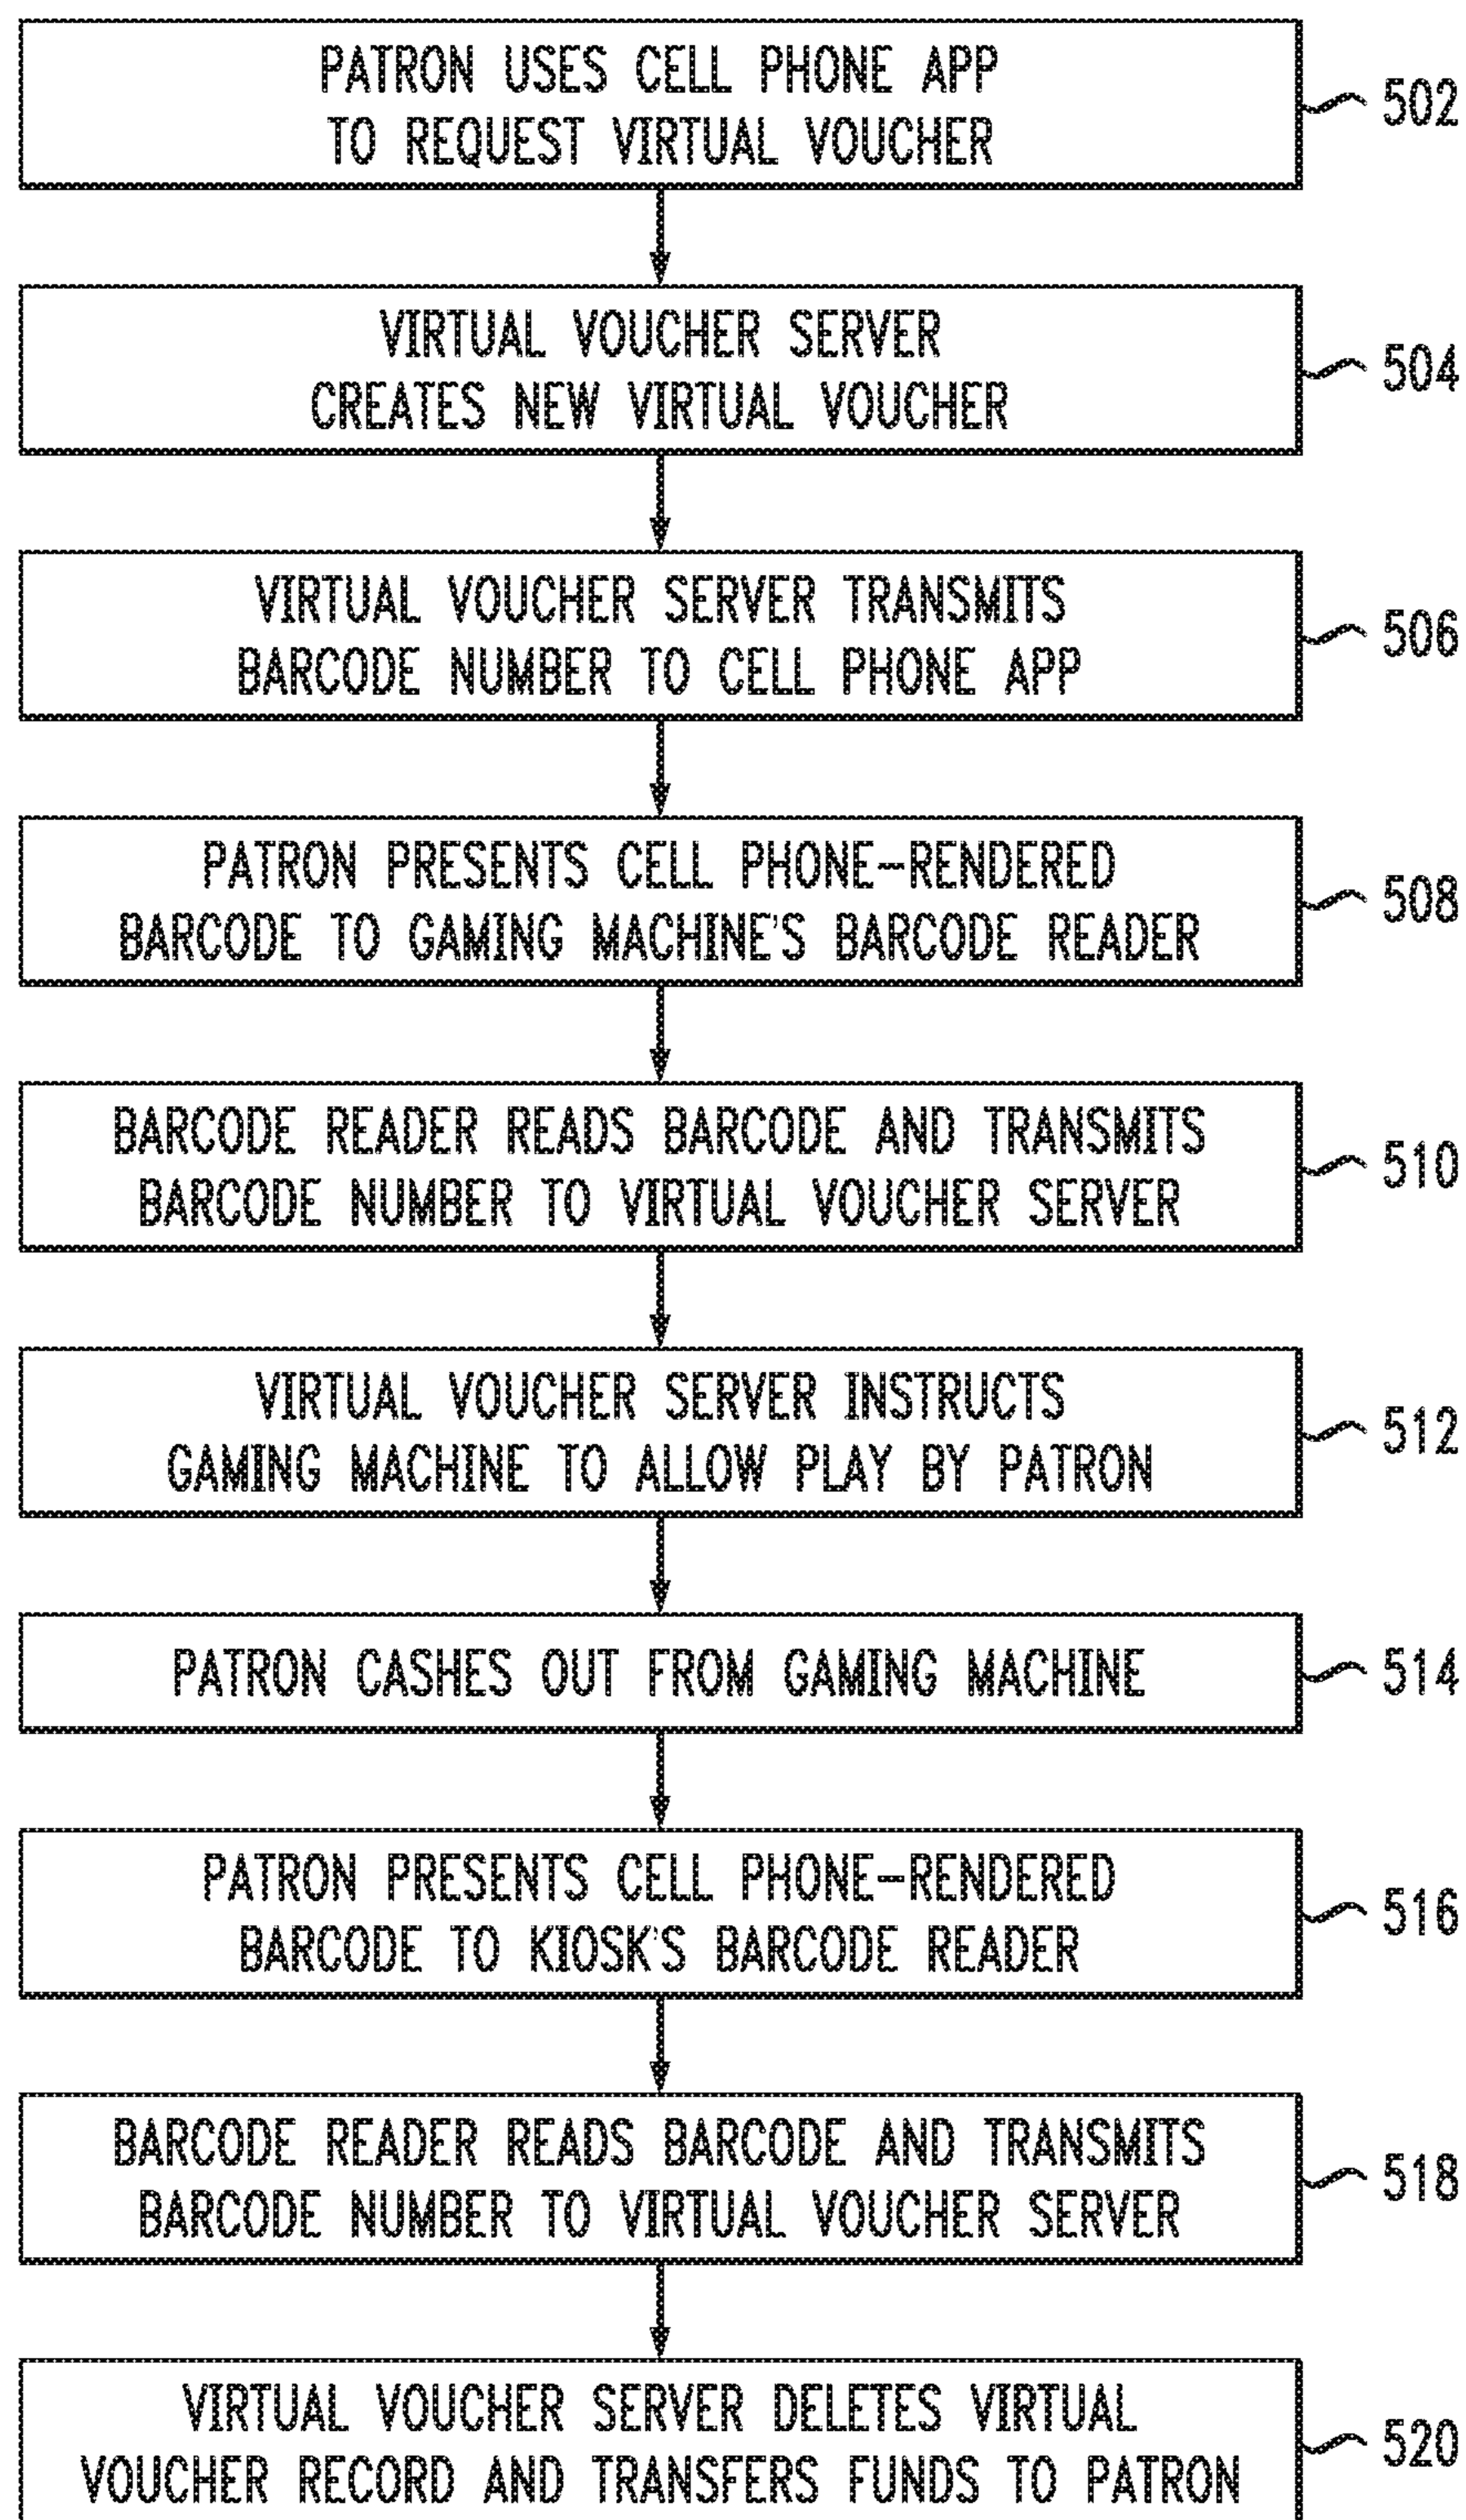 PATRON USES CELL PHONE APP
TO REQUEST VIRTUAL VOUCHER
502
VIRTUAL VOUCHER SERVER
CREATES NEW VIRTUAL VOUCHER
504
VIRTUAL VOUCHER SERVER TRANSMITS
BARCODE NUMBER TO CELL PHONE APP
506
PATRON PRESENTS CELL PHONE-RENDERED
BARCODE TO GAMING MACHINE'S BARCODE READER
508
BARCODE READER READS BARCODE AND TRANSMITS
BARCODE NUMBER TO VIRTUAL VOUCHER SERVER
510
VIRTUAL VOUCHER SERVER INSTRUCTS
GAMING MACHINE TO ALLOW PLAY BY PATRON
512
PATRON CASHES OUT FROM GAMING MACHINE
514
PATRON PRESENTS CELL PHONE-RENDERED
BARCODE TO KIOSK'S BARCODE READER
516
BARCODE READER READS BARCODE AND TRANSMITS
BARCODE NUMBER TO VIRTUAL VOUCHER SERVER
518
VIRTUAL VOUCHER SERVER DELETES VIRTUAL
VOUCHER RECORD AND TRANSFERS FUNDS TO PATRON
520